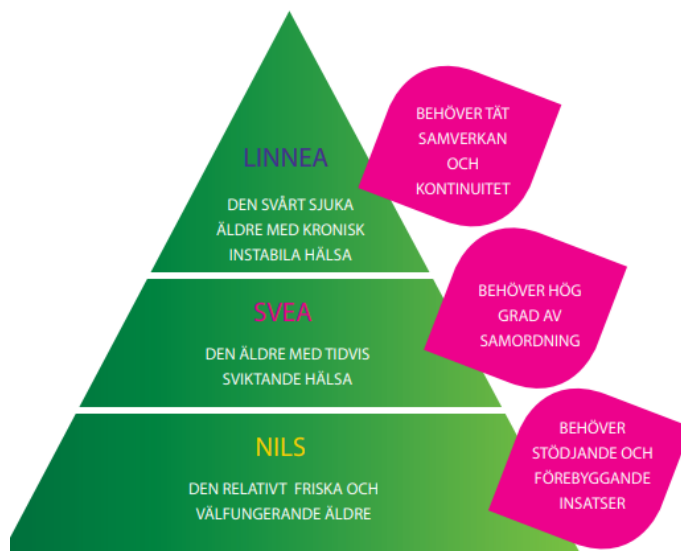 LINNEA
DEN SVÅRT SJUKA
ÄLDRE MED KRONISK
INSTABILA HÄLSA
BEHÖVER TÄT
SAMVERKAN
OCH
KONTINUITET
SVEA
DEN ÄLDRE MED TIDVIS
SVIKTANDE HÄLSA
BEHÖVER HÖG
GRAD AV
SAMORDNING
NILS
DEN RELATIVT FRISKA OCH
VÄLFUNGERANDE ÄLDRE
BEHÖVER
STÖDJANDE OCH
FÖREBYGGANDE
INSATSER